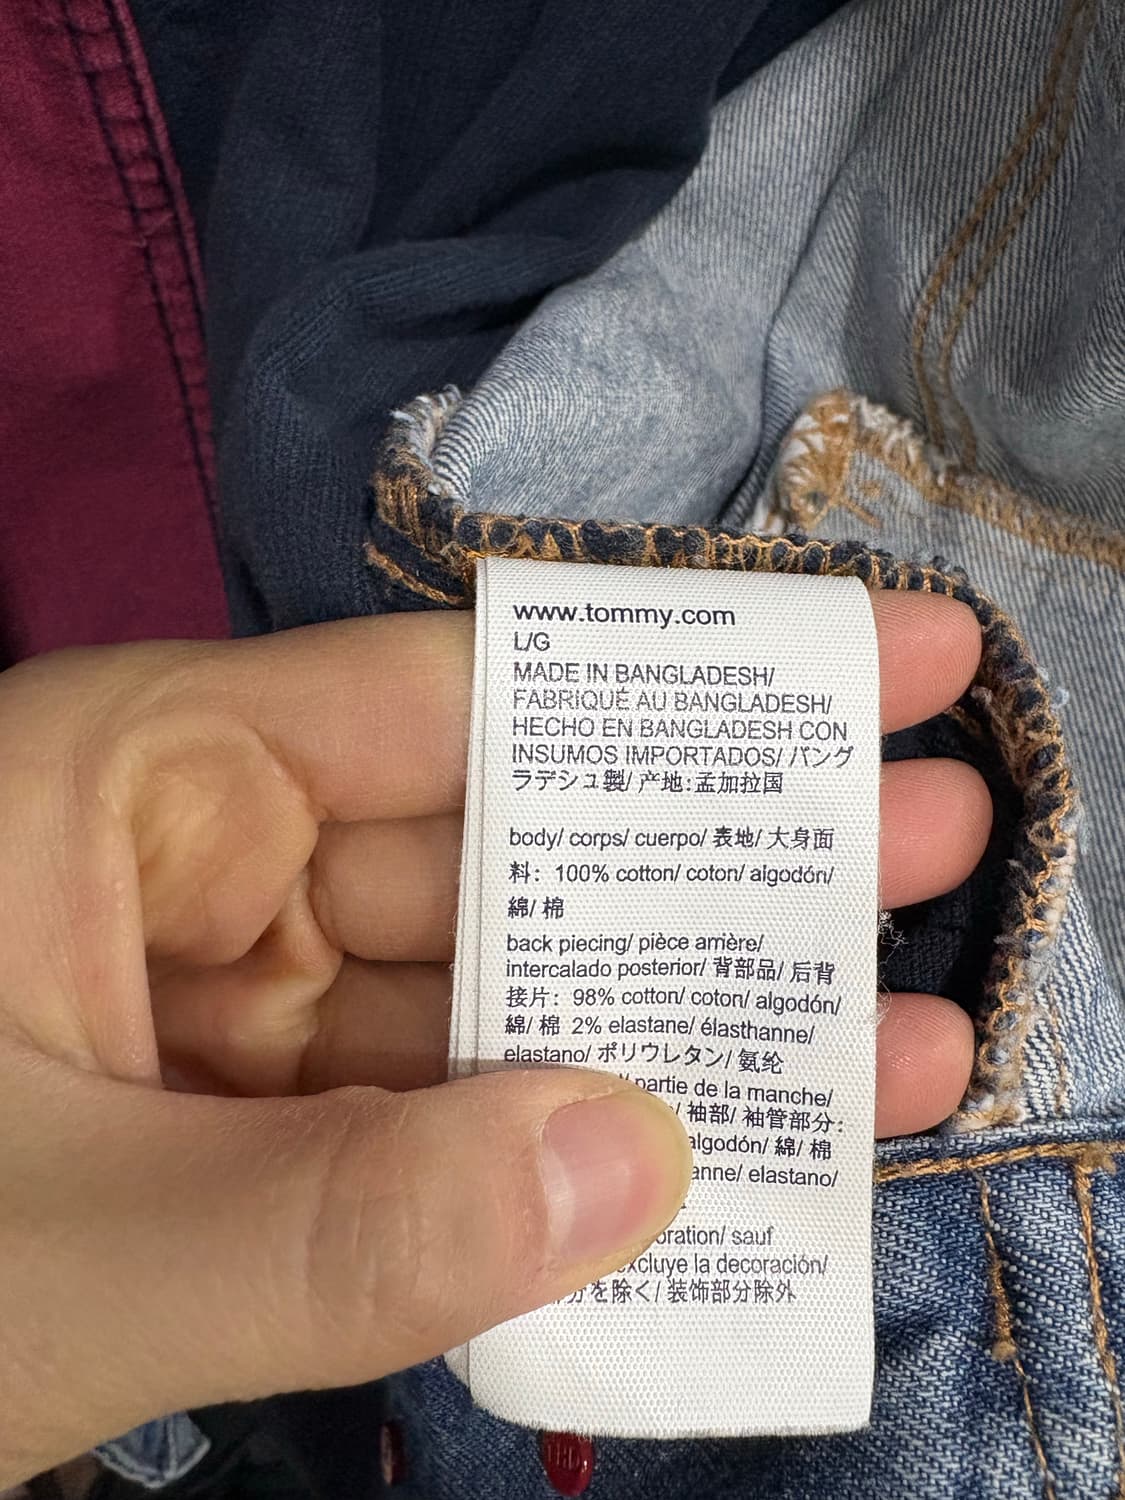 www.tommy.com
L/G
MADE IN BANGLADESH/
FABRIQUÉ AU BANGLADESH/
HECHO EN BANGLADESH CON
INSUMOS IMPORTADOS/ バング
ラデシュ製/ 产地:孟加拉国
body/ corps/ cuerpo/ 表地/ 大身面
料: 100% cotton/ coton/ algodón/
綿/ 棉
back piecing/ pièce arrière/
intercalado posterior/ 背部品/ 后背
接片: 98% cotton/ coton/ algodón/
綿/ 棉 2% elastane/ élasthanne/
elastano/ ポリウレタン/ 氨纶
partie de la manche/
袖部/ 袖管部分:
algodón/ 綿/ 棉
elastano/
sauf
la decoración/
を除く/ 装饰部分除外